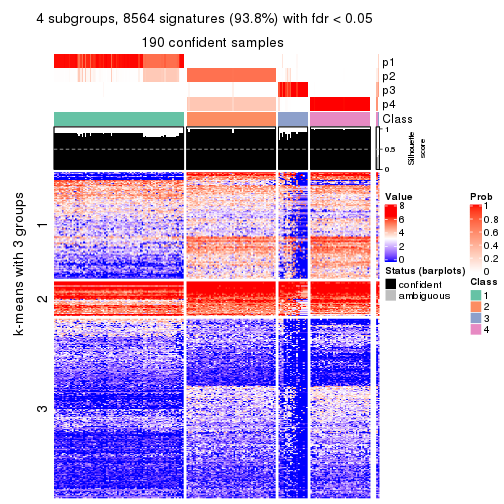 4 subgroups, 8564 signatures (93.8%) with fdr < 0.05
190 confident samples
p1
p2
p3
p4
Class
1
0.5
0
Silhouette
score
k-means with 3 groups
1
2
3
Value
8
6
4
2
0
Status (barplots)
confident
ambiguous
Prob
1
0.8
0.6
0.4
0.2
0
Class
1
2
3
4